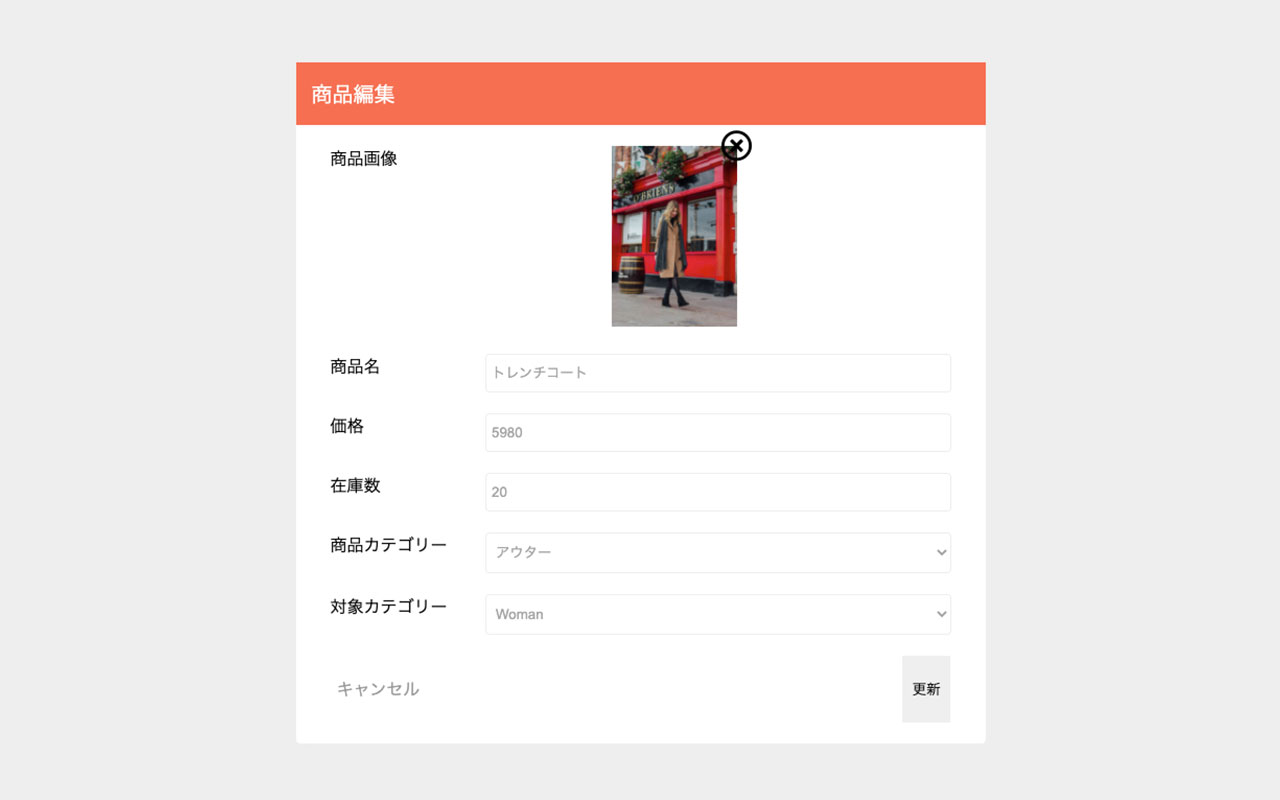 商品編集
商品画像
商品名
トレンチコート
価格
5980
在庫数
20
商品カテゴリー
アウター
対象カテゴリー
Woman
キャンセル
更新